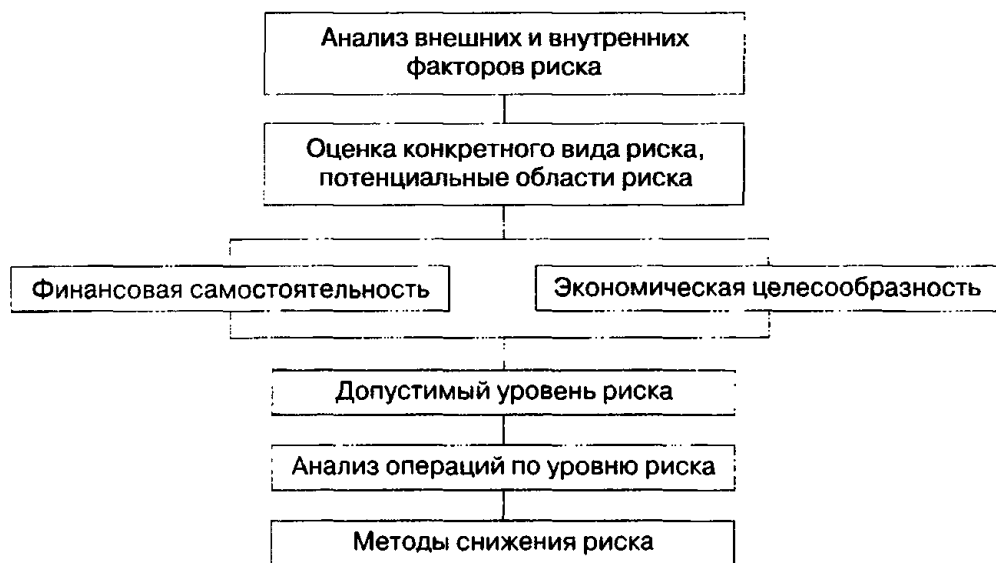 Анализ внешних и внутренних
факторов риска
Оценка конкретного вида риска,
потенциальные области риска
Финансовая самостоятельность
Экономическая целесообразность
Допустимый уровень риска
Анализ операций по уровню риска
Методы снижения риска